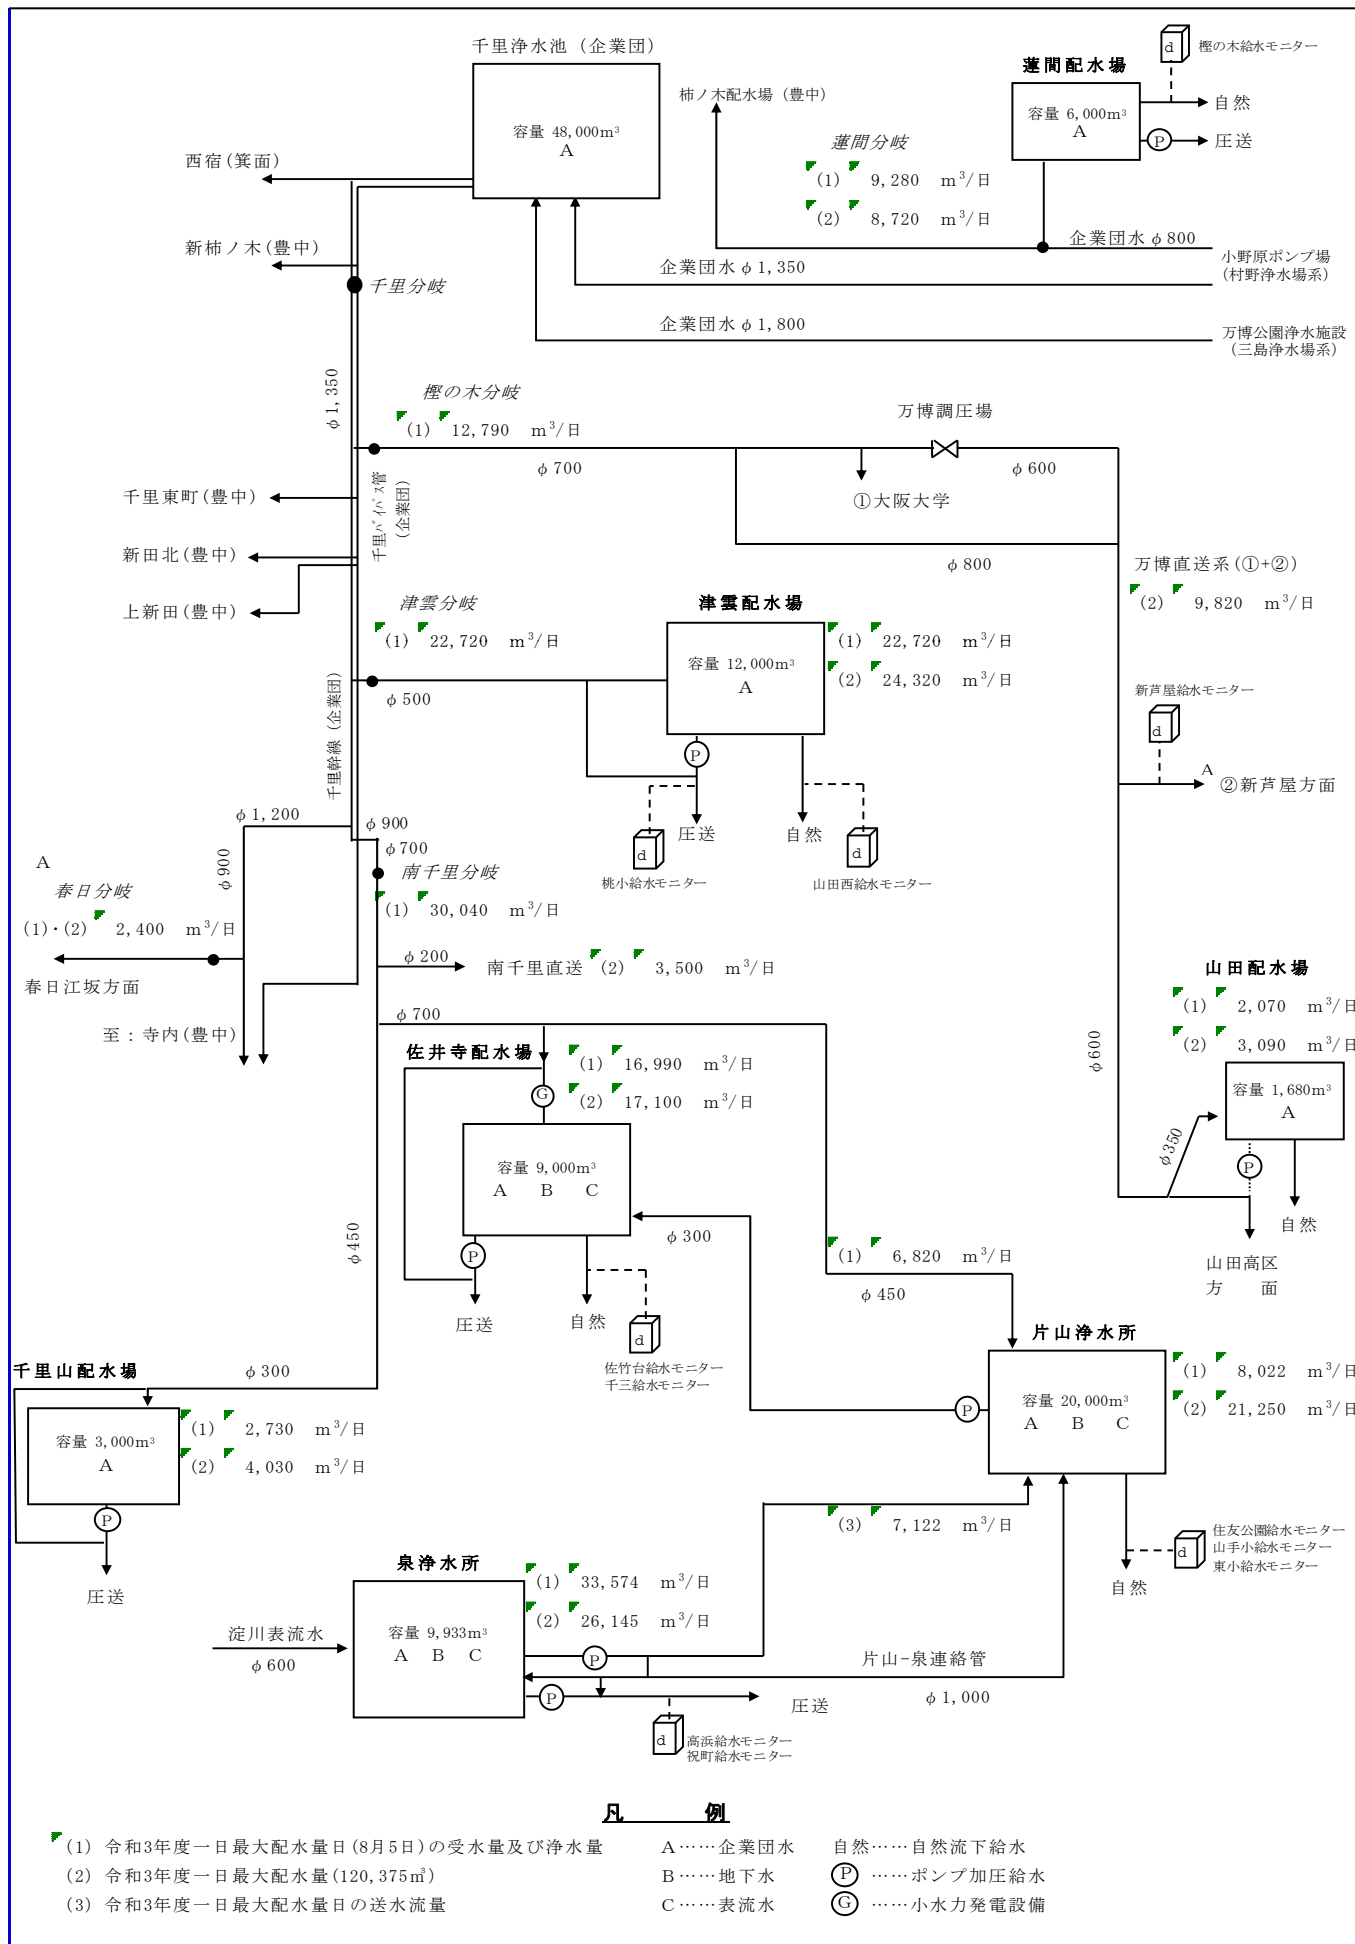 千里浄水池（企業団）
容量 48,000m³
A
柿ノ木配水場（豊中）
蓮間配水場
容量 6,000m³
A
d
樫の木給水モニター
自然
P
圧送
蓮間分岐
(1) 9,280 m³/日
(2) 8,720 m³/日
西宿(箕面)
新柿ノ木(豊中)
千里分岐
企業団水φ800
企業団水φ1,350
企業団水φ1,800
小野原ポンプ場
(村野浄水場系)
万博公園浄水施設
(三島浄水場系)
φ1,350
樫の木分岐
(1) 12,790 m³/日
φ700
万博調圧場
φ600
①大阪大学
φ800
千里ﾊﾞｲﾊﾟｽ管
(企業団)
千里東町(豊中)
新田北(豊中)
上新田(豊中)
万博直送系(①+②)
(2) 9,820 m³/日
津雲分岐
(1) 22,720 m³/日
φ500
津雲配水場
容量 12,000m³
A
(1) 22,720 m³/日
(2) 24,320 m³/日
P
圧送
自然
d
桃小給水モニター
d
山田西給水モニター
新芦屋給水モニター
d
A
②新芦屋方面
千里幹線（企業団）
φ1,200
φ900
φ900
φ700
A
春日分岐
(1)・(2) 2,400 m³/日
春日江坂方面
至：寺内(豊中)
南千里分岐
(1) 30,040 m³/日
φ200
南千里直送 (2) 3,500 m³/日
φ700
佐井寺配水場
(1) 16,990 m³/日
(2) 17,100 m³/日
G
容量 9,000m³
A B C
P
圧送
自然
d
佐竹台給水モニター
千三給水モニター
φ300
φ450
φ600
山田配水場
(1) 2,070 m³/日
(2) 3,090 m³/日
容量 1,680m³
A
φ350
P
自然
山田高区
方 面
(1) 6,820 m³/日
φ450
片山浄水所
容量 20,000m³
A B C
(1) 8,022 m³/日
(2) 21,250 m³/日
P
自然
d
住友公園給水モニター
山手小給水モニター
東小給水モニター
千里山配水場
φ300
容量 3,000m³
A
(1) 2,730 m³/日
(2) 4,030 m³/日
P
圧送
(3) 7,122 m³/日
泉浄水所
(1) 33,574 m³/日
(2) 26,145 m³/日
容量 9,933m³
A B C
淀川表流水
φ600
P
P
片山−泉連絡管
φ1,000
圧送
d
高浜給水モニター
祝町給水モニター
凡 例
(1) 令和3年度一日最大配水量日(8月5日)の受水量及び浄水量
(2) 令和3年度一日最大配水量(120,375㎥)
(3) 令和3年度一日最大配水量日の送水流量
A……企業団水
B……地下水
C……表流水
自然……自然流下給水
P ……ポンプ加圧給水
G ……小水力発電設備